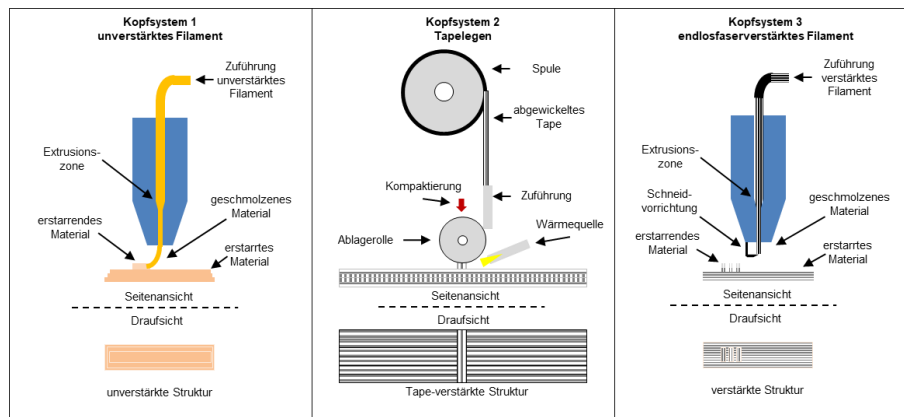 Kopfsystem 1
unverstärktes Filament
Zuführung
unverstärktes
Filament
Extrusions-
zone
geschmolzenes
Material
erstarrendes
Material
erstarrtes
Material
Seitenansicht
Draufsicht
unverstärkte Struktur
Kopfsystem 2
Tapelegen
Spule
abgewickeltes
Tape
Kompaktierung
Zuführung
Ablagerolle
Wärmequelle
Seitenansicht
Draufsicht
Tape-verstärkte Struktur
Kopfsystem 3
endlosfaserverstärktes Filament
Zuführung
verstärktes
Filament
Extrusions-
zone
Schneid-
vorrichtung
geschmolzenes
Material
erstarrendes
Material
erstarrtes
Material
Seitenansicht
Draufsicht
verstärkte Struktur